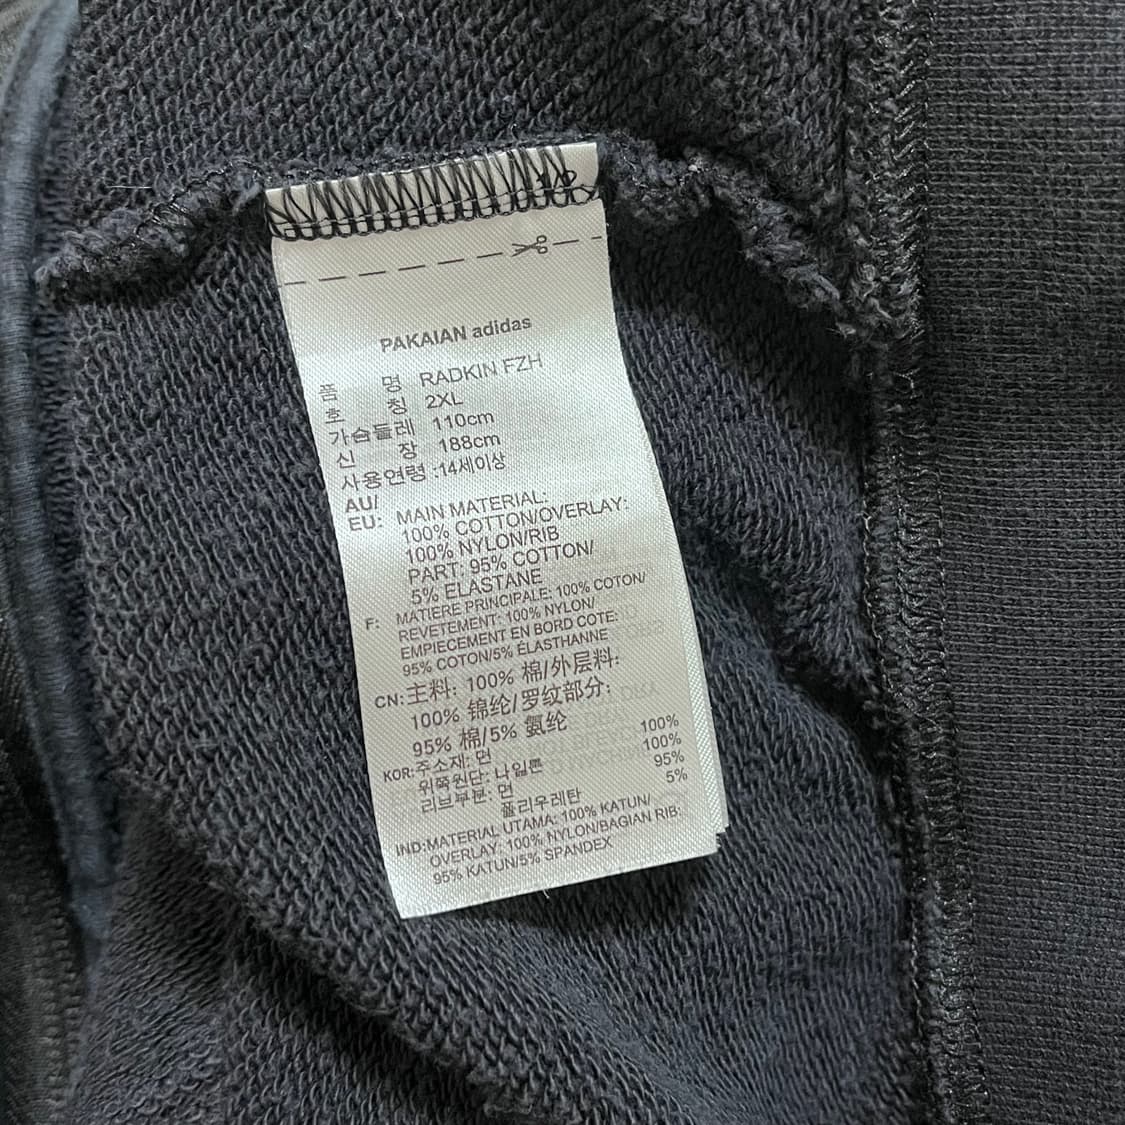 PAKAIAN adidas
품 명 RADKIN FZH
호 칭 2XL
가슴둘레 110cm
신 장 188cm
사용연령 :14세이상
AU/
EU: MAIN MATERIAL:
100% COTTON/OVERLAY:
100% NYLON/RIB
PART: 95% COTTON/
5% ELASTANE
F: MATIERE PRINCIPALE: 100% COTON/
REVETEMENT: 100% NYLON/
EMPIECEMENT EN BORD COTE:
95% COTON/5% ÉLASTHANNE
CN:主料: 100% 棉/外层料:
100% 锦纶/罗纹部分:
95% 棉/5% 氨纶
KOR:주소재: 면 100%
위쪽원단: 나일론 100%
리브부분: 면 95%
폴리우레탄 5%
IND:MATERIAL UTAMA: 100% KATUN/
OVERLAY: 100% NYLON/BAGIAN RIB:
95% KATUN/5% SPANDEX